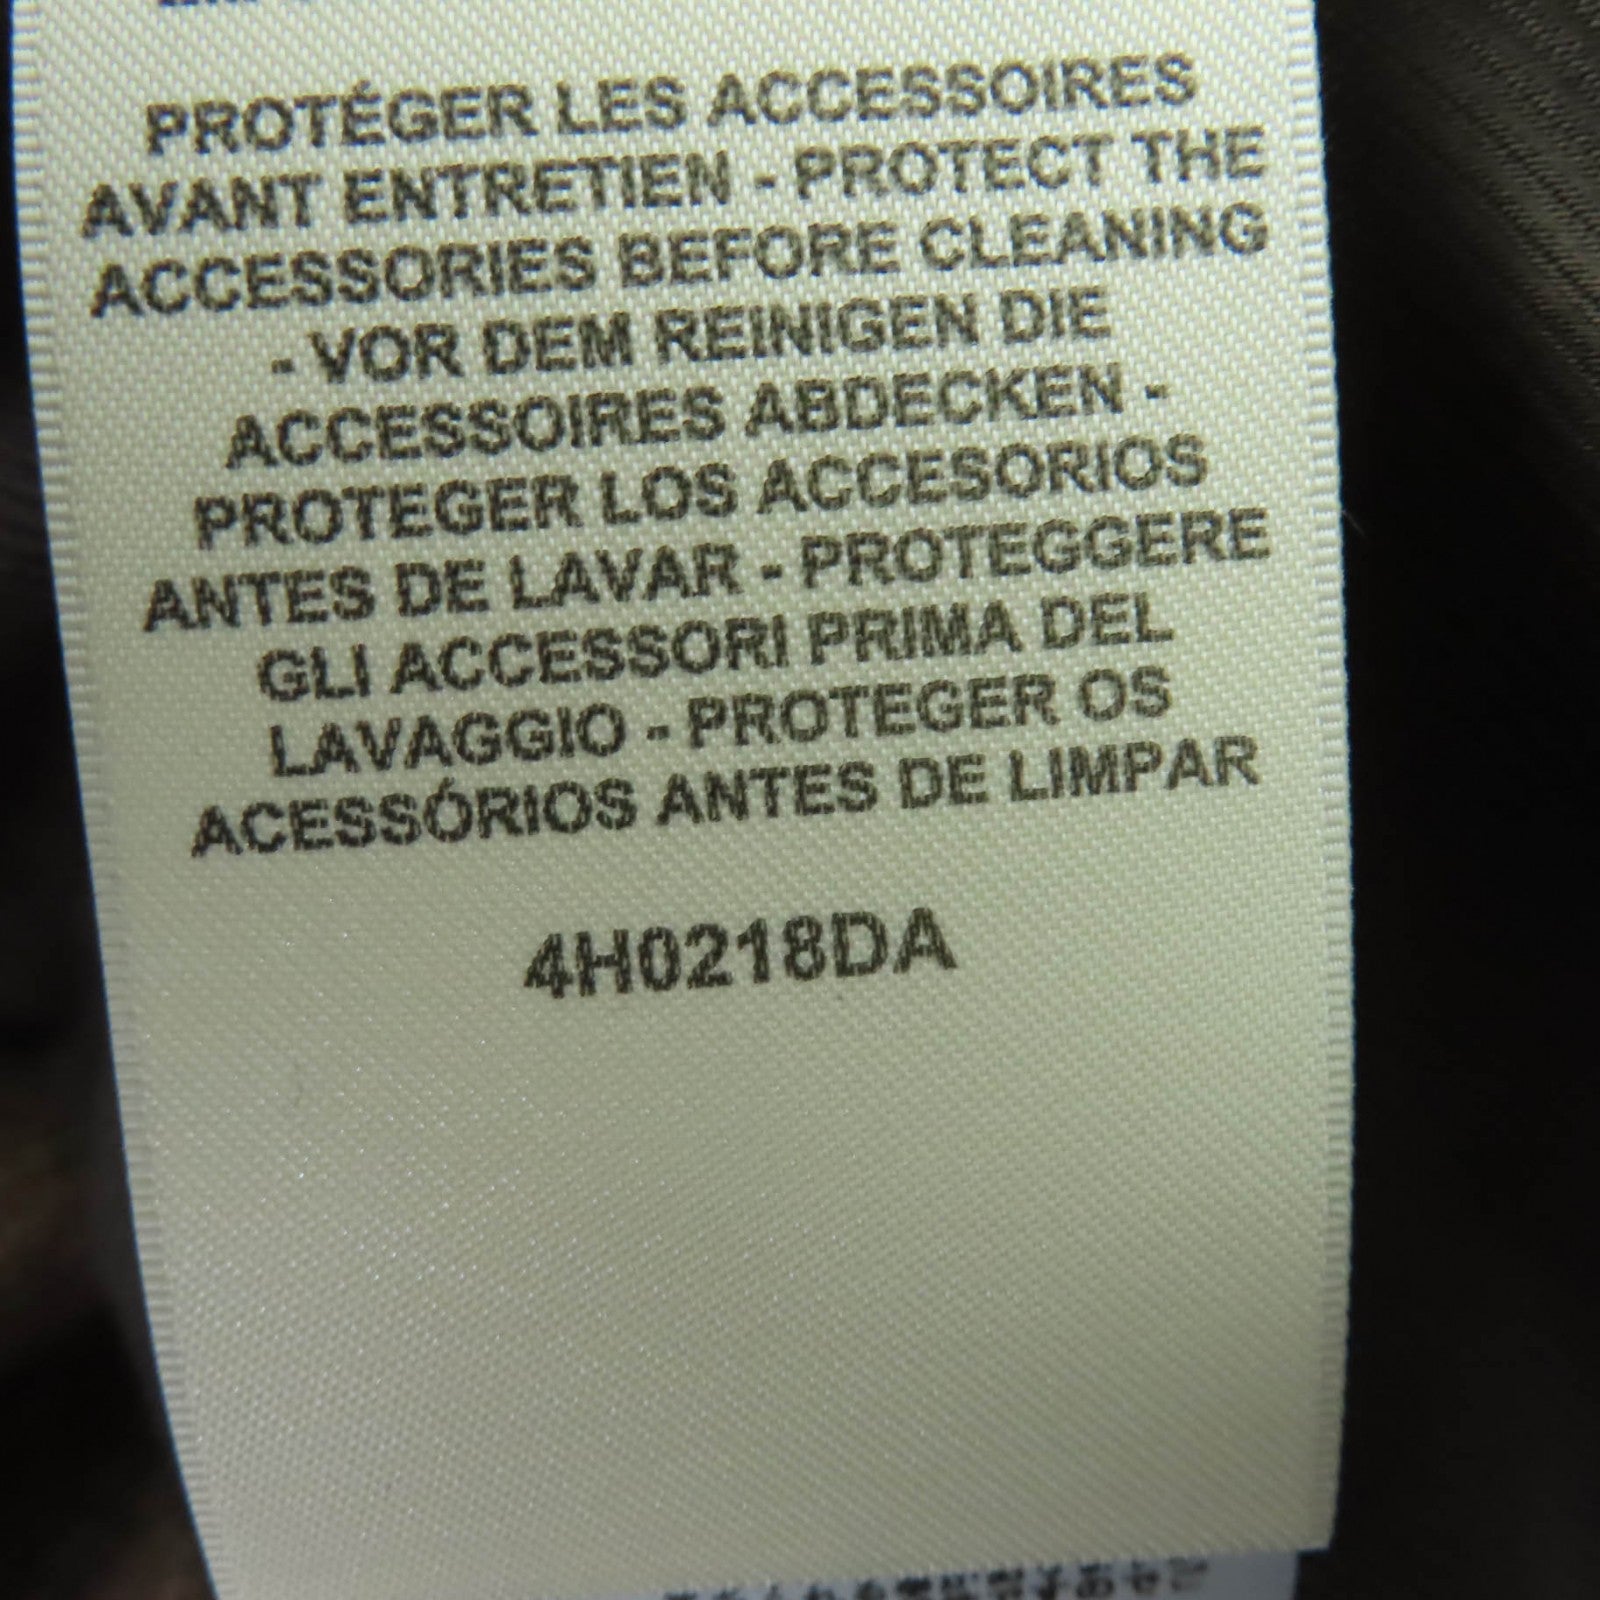 PROTÉGER LES ACCESSOIRES
AVANT ENTRETIEN - PROTECT THE
ACCESSORIES BEFORE CLEANING
- VOR DEM REINIGEN DIE
ACCESSOIRES ABDECKEN -
PROTEGER LOS ACCESORIOS
ANTES DE LAVAR - PROTEGGERE
GLI ACCESSORI PRIMA DEL
LAVAGGIO - PROTEGER OS
ACESSÓRIOS ANTES DE LIMPAR
4H0218DA